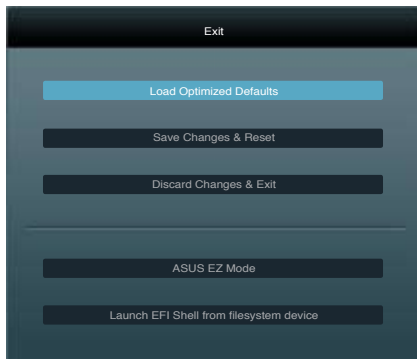 Exit
Load Optimized Defaults
Save Changes & Reset
Discard Changes & Exit
ASUS EZ Mode
Launch EFI Shell from filesystem device